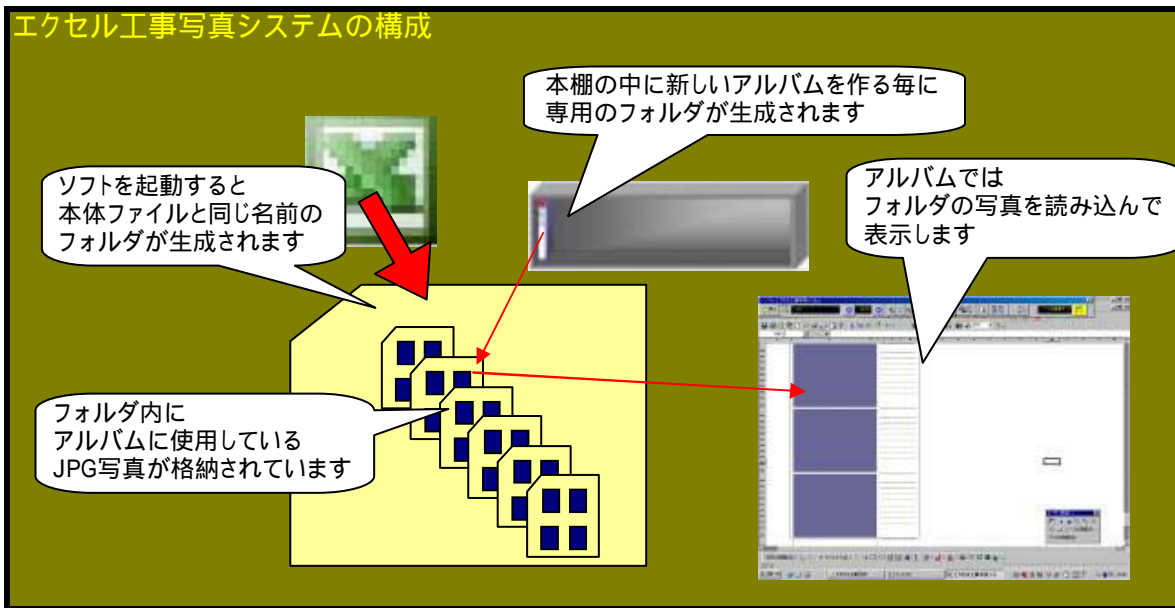 エクセル工事写真システムの構成
本棚の中に新しいアルバムを作る毎に
専用のフォルダが生成されます
ソフトを起動すると
本体ファイルと同じ名前の
フォルダが生成されます
アルバムでは
フォルダの写真を読み込んで
表示します
フォルダ内に
アルバムに使用している
JPG写真が格納されています